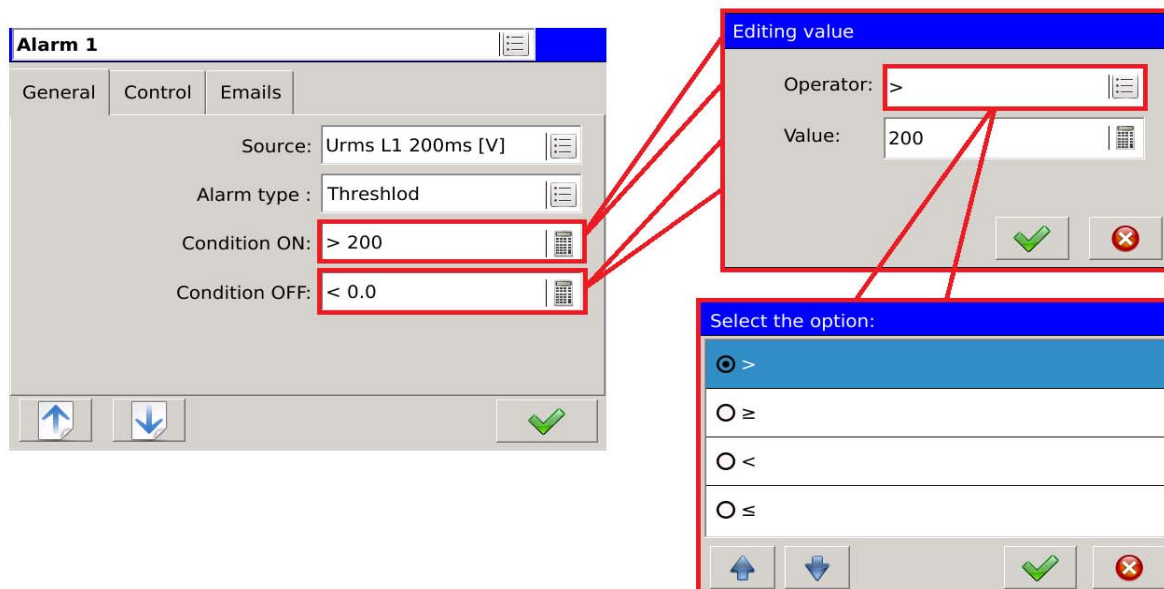 Alarm 1
General Control Emails
Source: Urms L1 200ms [V]
Alarm type : Threshlod
Condition ON: > 200
Condition OFF: < 0.0
Editing value
Operator: >
Value: 200
Select the option:
>
≥
<
≤